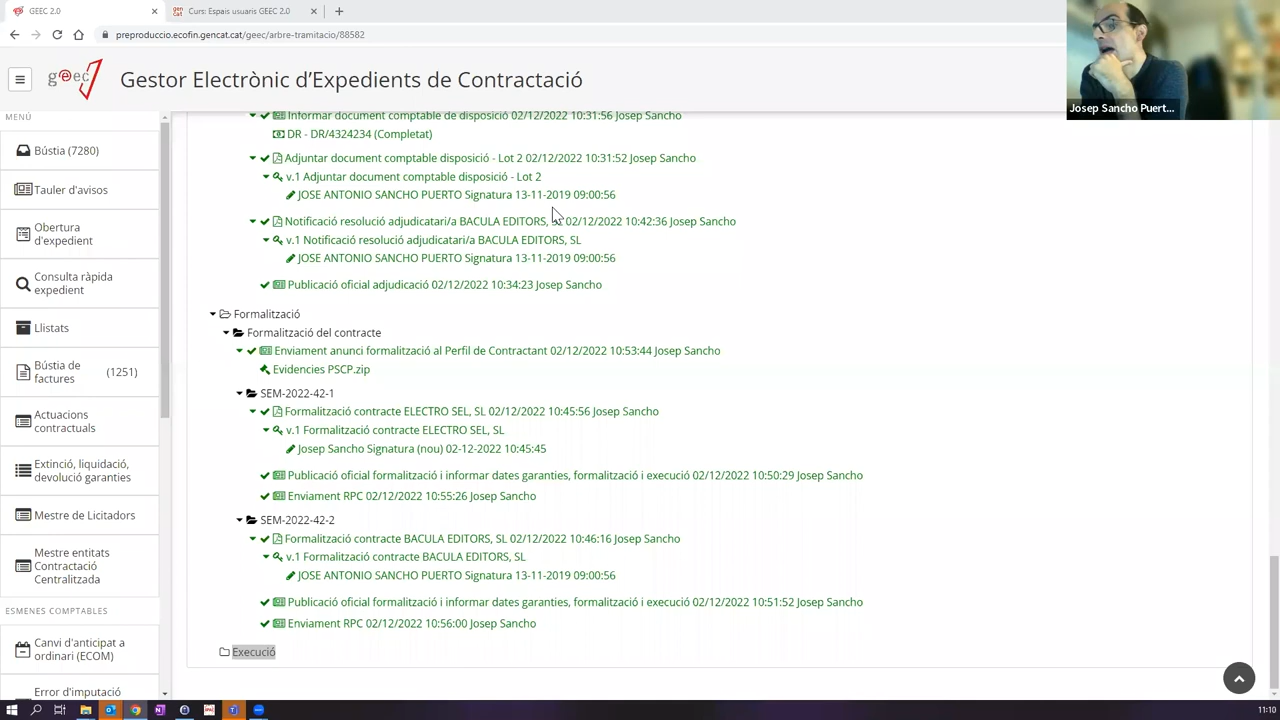 GEEC 2.0
Curs: Espais usuaris GEEC 2.0
preproduccio.ecofin.gencat.cat/geec/arbre-tramitacio/88582
geec
Gestor Electrònic d'Expedients de Contractació
Josep Sancho Puert...
MENÚ
Bústia (7280)
Tauler d'avisos
Obertura
d'expedient
Consulta ràpida
expedient
Llistats
Bústia de
factures
(1251)
Actuacions
contractuals
Extinció, liquidació,
devolució garanties
Mestre de Licitadors
Mestre entitats
Contractació
Centralitzada
ESMENES COMPTABLES
Canvi d'anticipat a
ordinari (ECOM)
Error d'imputació
Informar document comptable de disposició 02/12/2022 10:31:56 Josep Sancho
DR - DR/4324234 (Completat)
Adjuntar document comptable disposició - Lot 2 02/12/2022 10:31:52 Josep Sancho
v.1 Adjuntar document comptable disposició - Lot 2
JOSE ANTONIO SANCHO PUERTO Signatura 13-11-2019 09:00:56
Notificació resolució adjudicatari/a BACULA EDITORS, 02/12/2022 10:42:36 Josep Sancho
v.1 Notificació resolució adjudicatari/a BACULA EDITORS, SL
JOSE ANTONIO SANCHO PUERTO Signatura 13-11-2019 09:00:56
Publicació oficial adjudicació 02/12/2022 10:34:23 Josep Sancho
Formalització
Formalització del contracte
Enviament anunci formalització al Perfil de Contractant 02/12/2022 10:53:44 Josep Sancho
Evidencies PSCP.zip
SEM-2022-42-1
Formalització contracte ELECTRO SEL, SL 02/12/2022 10:45:56 Josep Sancho
v.1 Formalització contracte ELECTRO SEL, SL
Josep Sancho Signatura (nou) 02-12-2022 10:45:45
Publicació oficial formalització i informar dates garanties, formalització i execució 02/12/2022 10:50:29 Josep Sancho
Enviament RPC 02/12/2022 10:55:26 Josep Sancho
SEM-2022-42-2
Formalització contracte BACULA EDITORS, SL 02/12/2022 10:46:16 Josep Sancho
v.1 Formalització contracte BACULA EDITORS, SL
JOSE ANTONIO SANCHO PUERTO Signatura 13-11-2019 09:00:56
Publicació oficial formalització i informar dates garanties, formalització i execució 02/12/2022 10:51:52 Josep Sancho
Enviament RPC 02/12/2022 10:56:00 Josep Sancho
Execució
11:10